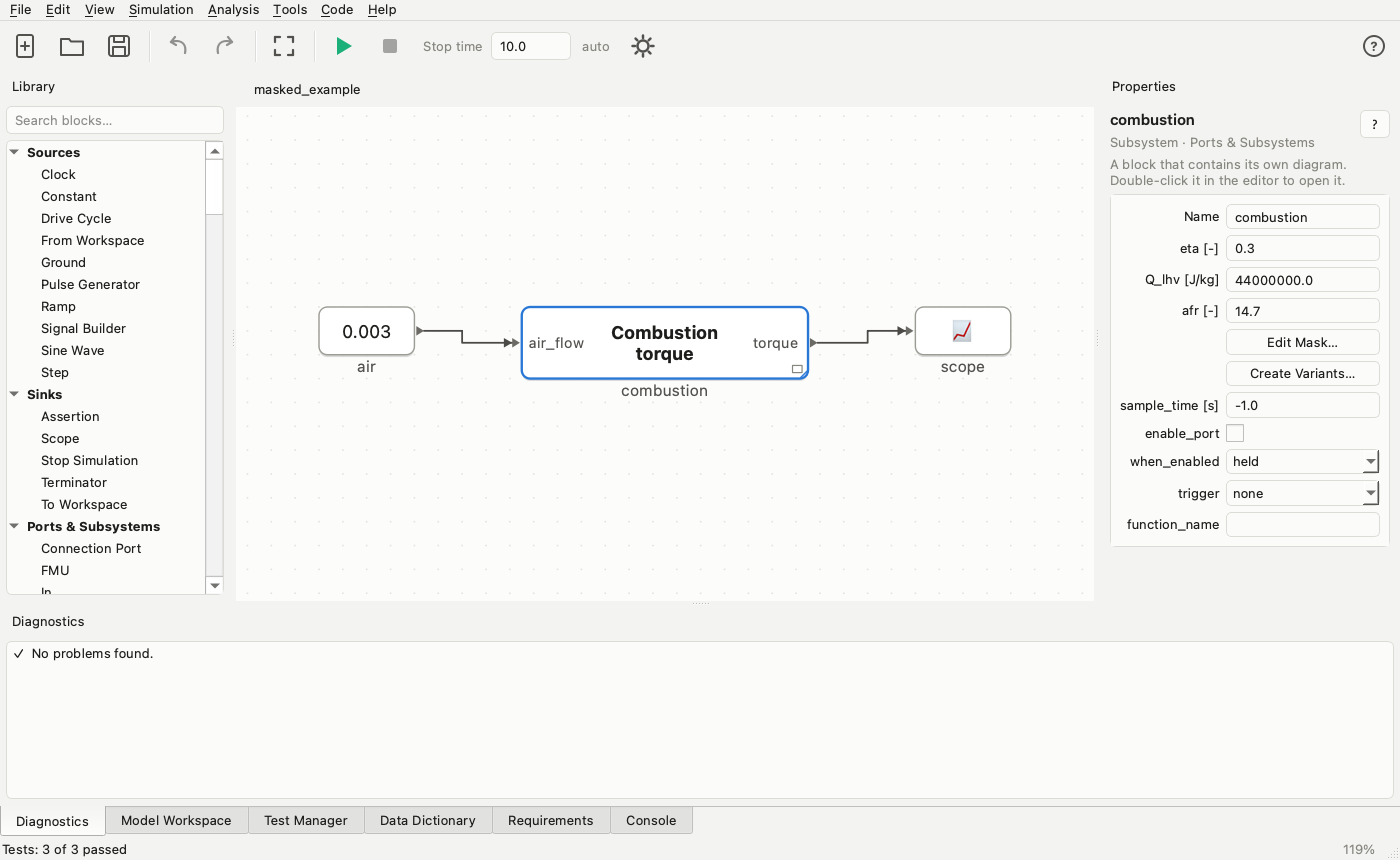 File Edit View Simulation Analysis Tools Code Help
Stop time 10.0 auto
?
Library
masked_example
Properties
Search blocks...
Sources
Clock
Constant
Drive Cycle
From Workspace
Ground
Pulse Generator
Ramp
Signal Builder
Sine Wave
Step
Sinks
Assertion
Scope
Stop Simulation
Terminator
To Workspace
Ports & Subsystems
Connection Port
FMU
In
0.003
air
air_flow
Combustion
torque
torque
combustion
scope
combustion
?
Subsystem · Ports & Subsystems
A block that contains its own diagram.
Double-click it in the editor to open it.
Name combustion
eta [-] 0.3
Q_lhv [J/kg] 44000000.0
afr [-] 14.7
Edit Mask...
Create Variants...
sample_time [s] -1.0
enable_port
when_enabled held
trigger none
function_name
Diagnostics
✓ No problems found.
Diagnostics Model Workspace Test Manager Data Dictionary Requirements Console
Tests: 3 of 3 passed
119%